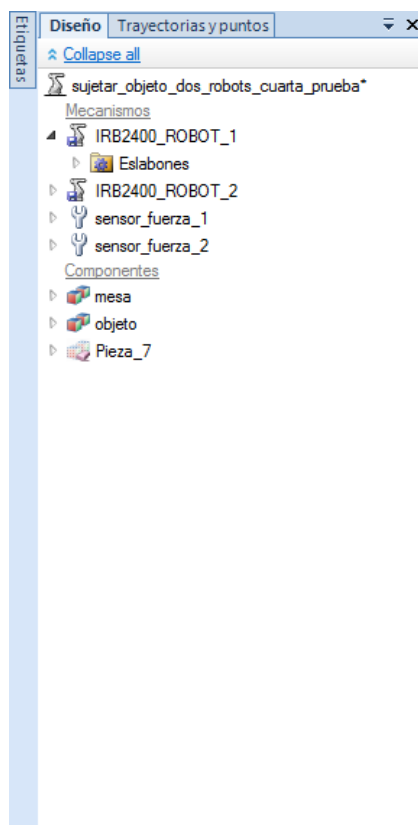 Etiquetas
Diseño Trayectorias y puntos
Collapse all
sujetar_objeto_dos_robots_cuarta_prueba*
Mecanismos
IRB2400_ROBOT_1
Eslabones
IRB2400_ROBOT_2
sensor_fuerza_1
sensor_fuerza_2
Componentes
mesa
objeto
Pieza_7